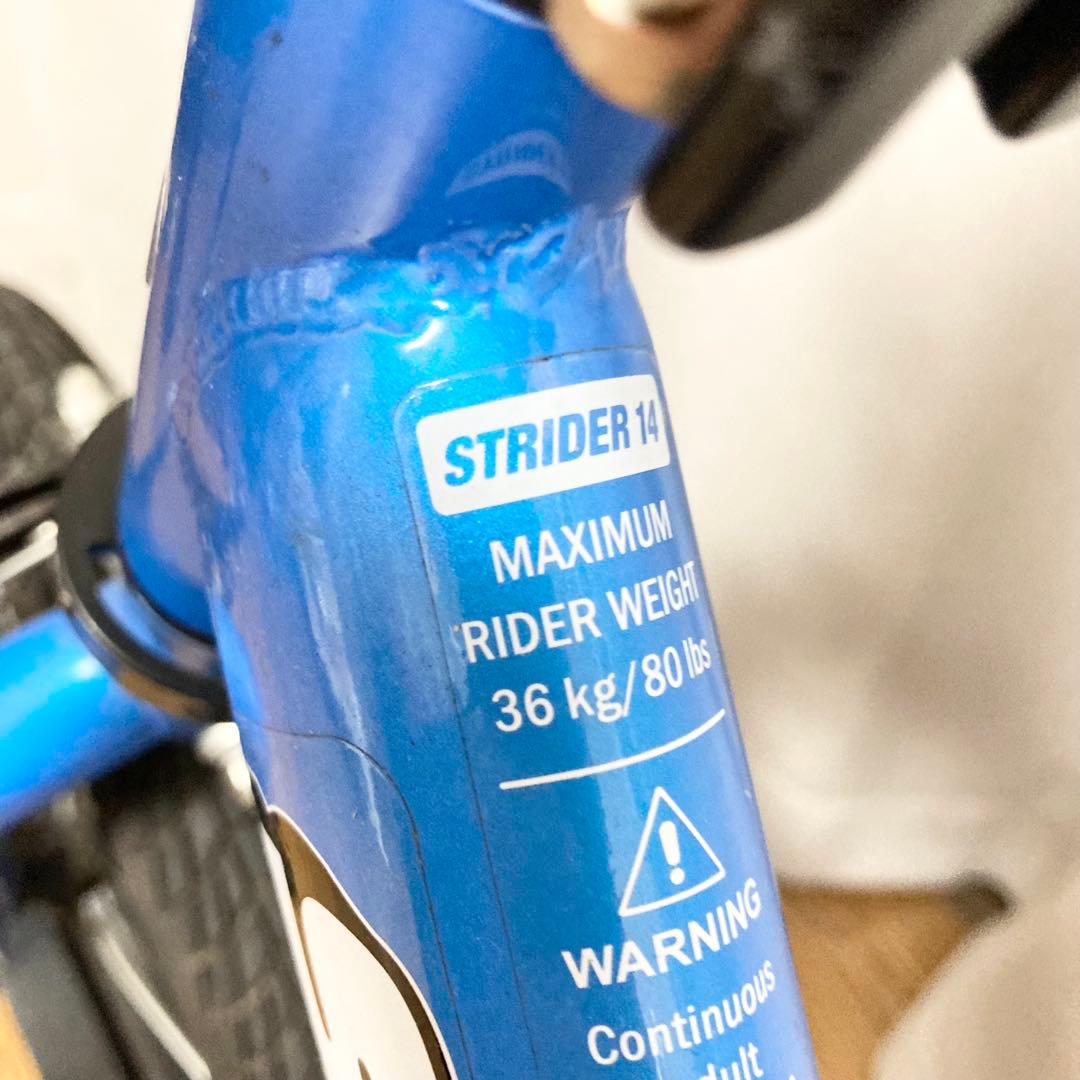 STRIDER 14
MAXIMUM
RIDER WEIGHT
36 kg/80 lbs
WARNING
Continuous